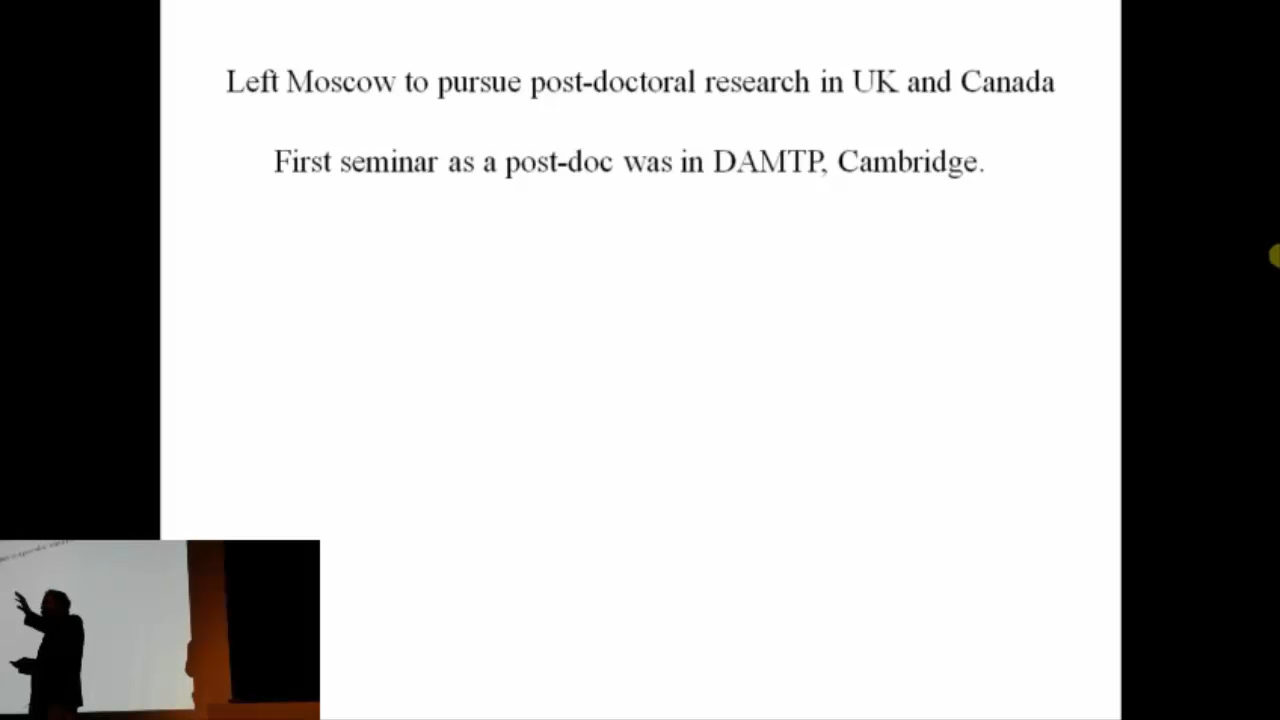 Left Moscow to pursue post-doctoral research in UK and Canada
First seminar as a post-doc was in DAMTP, Cambridge.